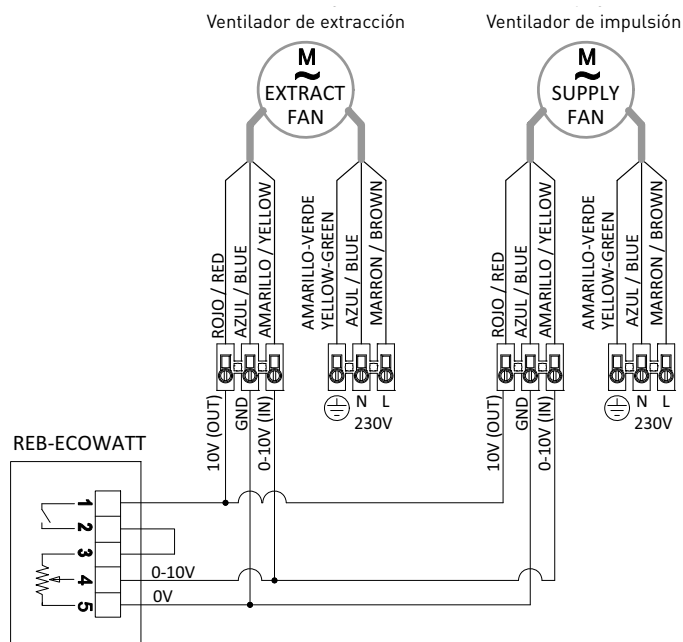 Ventilador de extracción
Ventilador de impulsión
M
EXTRACT
FAN
M
SUPPLY
FAN
ROJO / RED
AZUL / BLUE
AMARILLO / YELLOW
AMARILLO-VERDE
YELLOW-GREEN
AZUL / BLUE
MARRON / BROWN
ROJO / RED
AZUL / BLUE
AMARILLO / YELLOW
AMARILLO-VERDE
YELLOW-GREEN
AZUL / BLUE
MARRON / BROWN
10V (OUT)
GND
0-10V (IN)
N L
230V
10V (OUT)
GND
0-10V (IN)
N L
230V
REB-ECOWATT
1
2
3
4
5
0-10V
0V